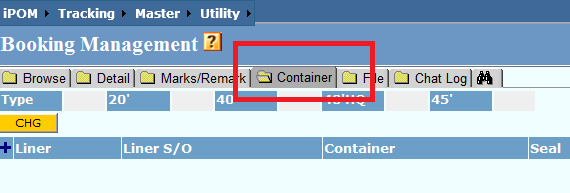 iPOM Tracking Master Utility
Booking Management ?
Browse Detail Marks/Remark Container File Chat Log
Type 20' 40' 40'HQ 45'
CHG
+ Liner Liner S/O Container Seal